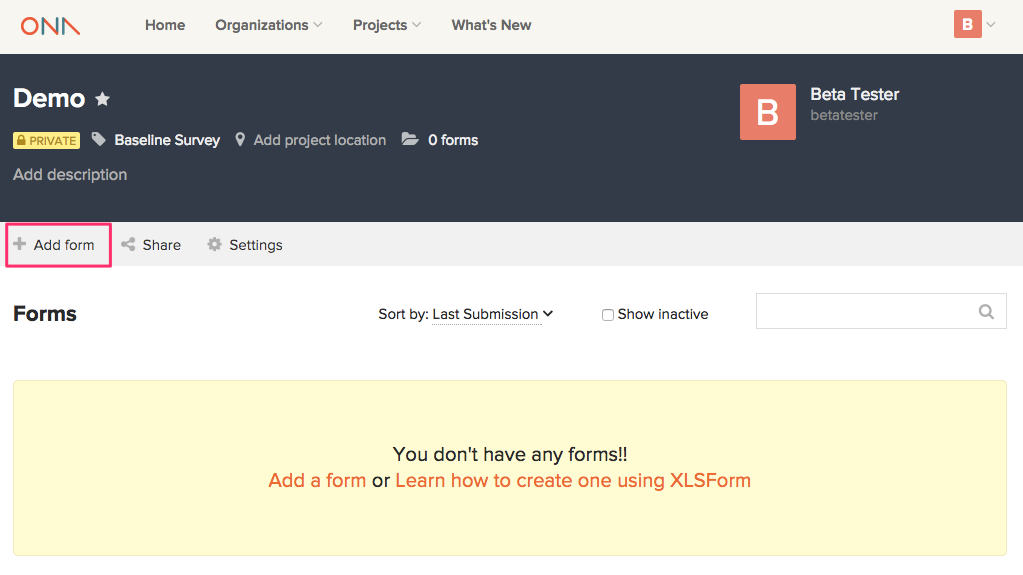 ONA Home Organizations Projects What's New B
Demo
B
Beta Tester
betatester
PRIVATE Baseline Survey Add project location 0 forms
Add description
Add form Share Settings
Forms Sort by: Last Submission Show inactive
You don't have any forms!!
Add a form or Learn how to create one using XLSForm